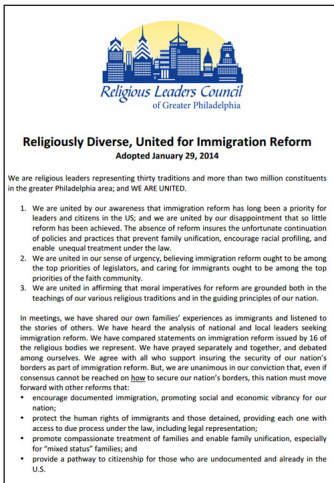 Religious Leaders Council
of Greater Philadelphia
Religiously Diverse, United for Immigration Reform
Adopted January 29, 2014
We are religious leaders representing thirty traditions and more than two million constituents
in the greater Philadelphia area; and WE ARE UNITED.
1. We are united by our awareness that immigration reform has long been a priority for
leaders and citizens in the US; and we are united by our disappointment that so little
reform has been achieved. The absence of reform insures the unfortunate continuation
of policies and practices that prevent family unification, encourage racial profiling, and
enable unequal treatment under the law.
2. We are united in our sense of urgency, believing immigration reform ought to be among
the top priorities of legislators, and caring for immigrants ought to be among the top
priorities of the faith community.
3. We are united in affirming that moral imperatives for reform are grounded both in the
teachings of our various religious traditions and in the guiding principles of our nation.
In meetings, we have shared our own families' experiences as immigrants and listened to
the stories of others. We have heard the analysis of national and local leaders seeking
immigration reform. We have compared statements on immigration reform issued by 16 of
the religious bodies we represent. We have prayed separately and together, and debated
among ourselves. We agree with all who support insuring the security of our nation's
borders as part of immigration reform. But, we are unanimous in our conviction that, even if
consensus cannot be reached on how to secure our nation's borders, this nation must move
forward with other reforms that:
• encourage documented immigration, promoting social and economic vibrancy for our
nation;
• protect the human rights of immigrants and those detained, providing each one with
access to due process under the law, including legal representation;
• promote compassionate treatment of families and enable family unification, especially
for "mixed status" families; and
• provide a pathway to citizenship for those who are undocumented and already in the
U.S.